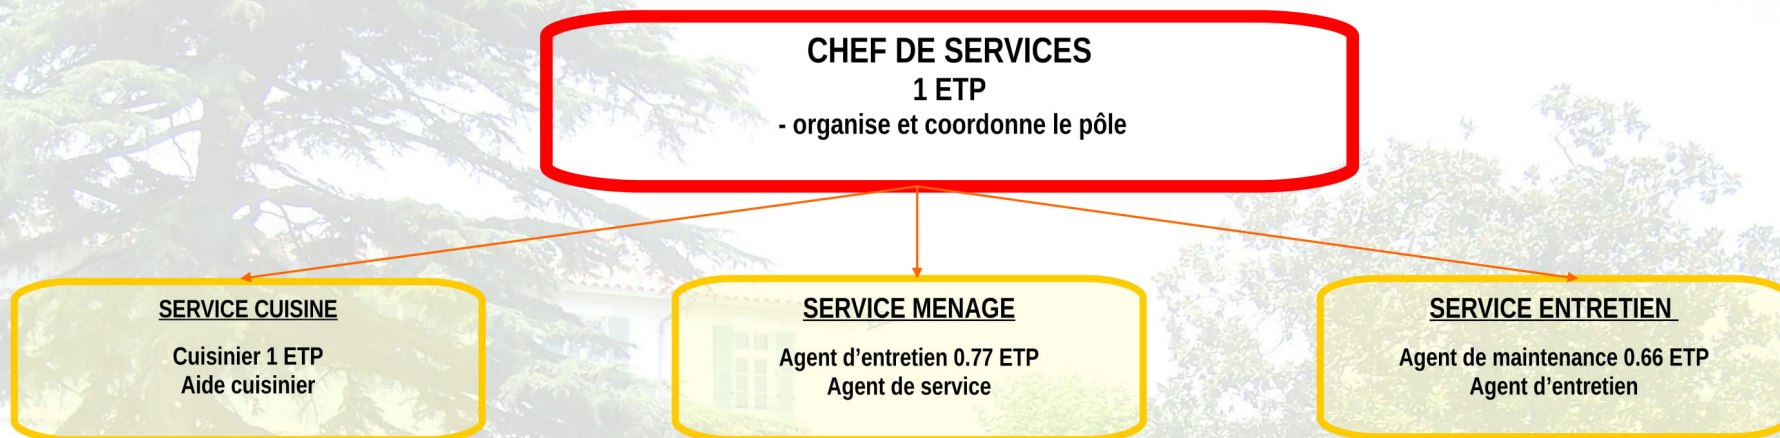 CHEF DE SERVICES
1 ETP
- organise et coordonne le pôle
SERVICE CUISINE
Cuisinier 1 ETP
Aide cuisinier
SERVICE MENAGE
Agent d’entretien 0.77 ETP
Agent de service
SERVICE ENTRETIEN
Agent de maintenance 0.66 ETP
Agent d’entretien